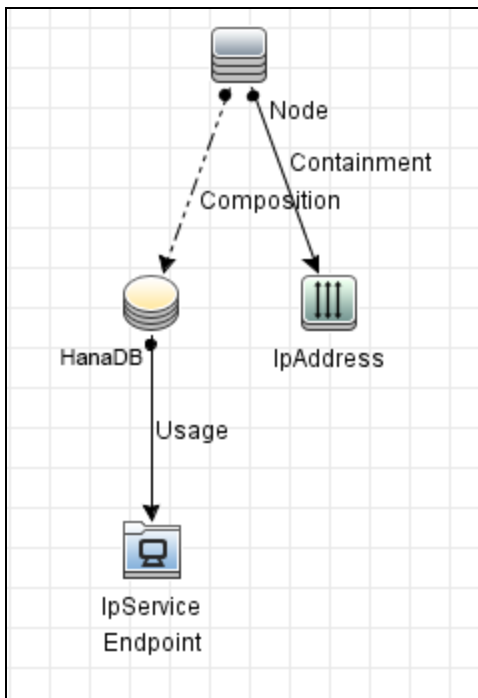 Node
Containment
Composition
HanaDB
IpAddress
Usage
IpService
Endpoint